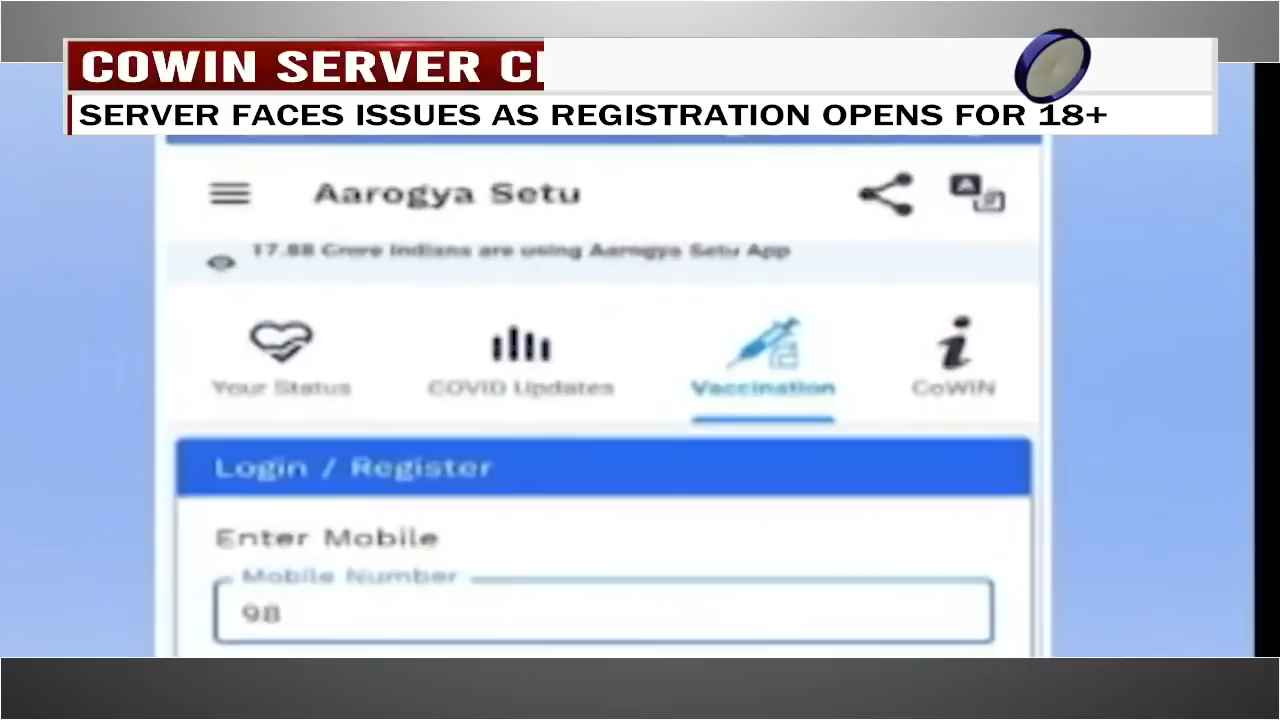 COWIN SERVER
SERVER FACES ISSUES AS REGISTRATION OPENS FOR 18+
Aarogya Setu
17.88 Crore Indians are using Aarogya Setu App
Your Status
COVID Updates
Vaccination
CoWIN
Login / Register
Enter Mobile
Mobile Number
98